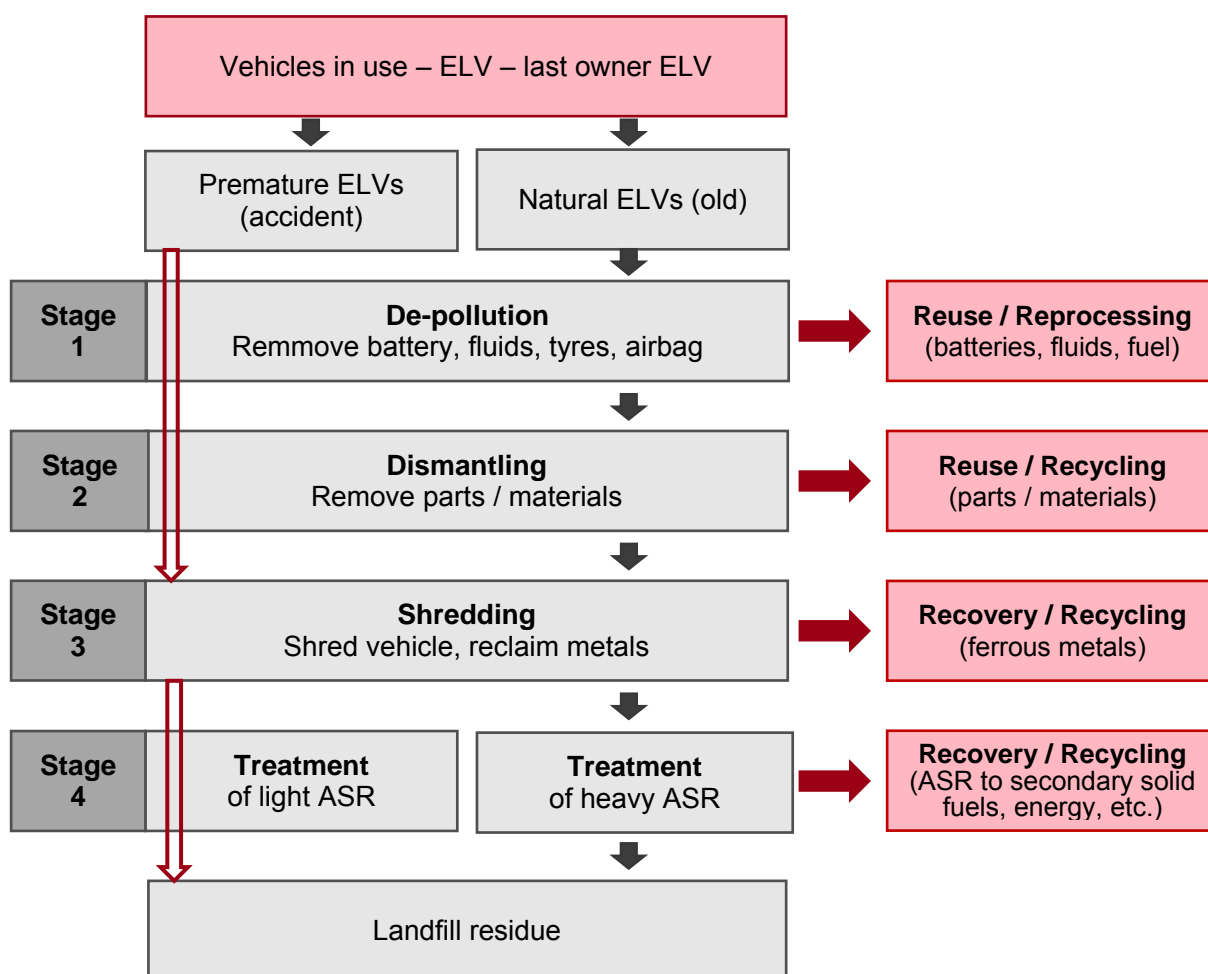 Vehicles in use – ELV – last owner ELV
Premature ELVs
(accident)
Natural ELVs (old)
Stage
1
De-pollution
Remmove battery, fluids, tyres, airbag
Reuse / Reprocessing
(batteries, fluids, fuel)
Stage
2
Dismantling
Remove parts / materials
Reuse / Recycling
(parts / materials)
Stage
3
Shredding
Shred vehicle, reclaim metals
Recovery / Recycling
(ferrous metals)
Stage
4
Treatment
of light ASR
Treatment
of heavy ASR
Recovery / Recycling
(ASR to secondary solid
fuels, energy, etc.)
Landfill residue